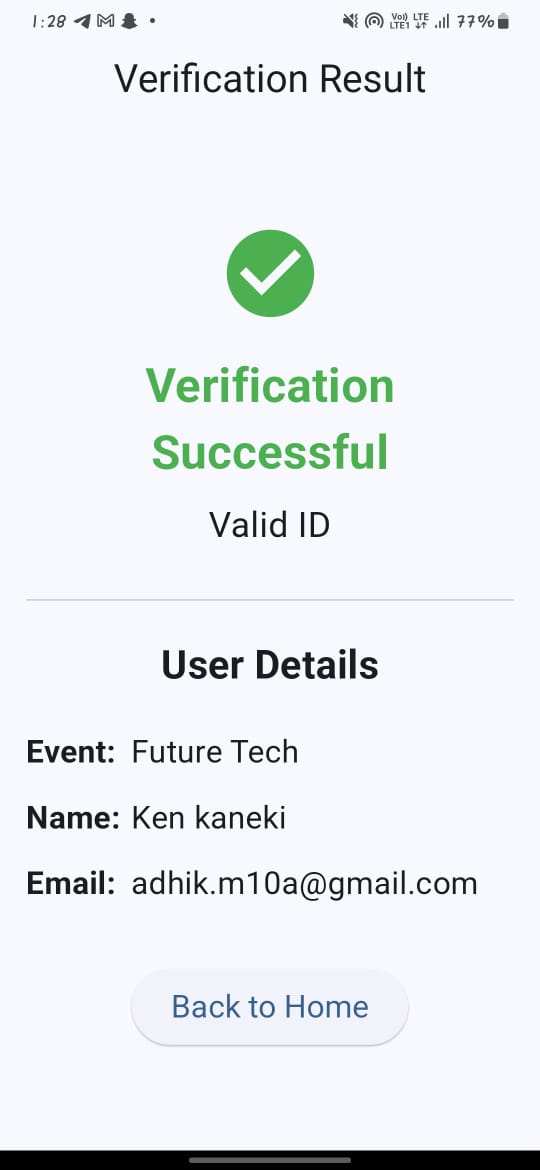 1:28
Vo)) LTE
LTE1
77%
Verification Result
Verification
Successful
Valid ID
User Details
Event: Future Tech
Name: Ken kaneki
Email: adhik.m10a@gmail.com
Back to Home